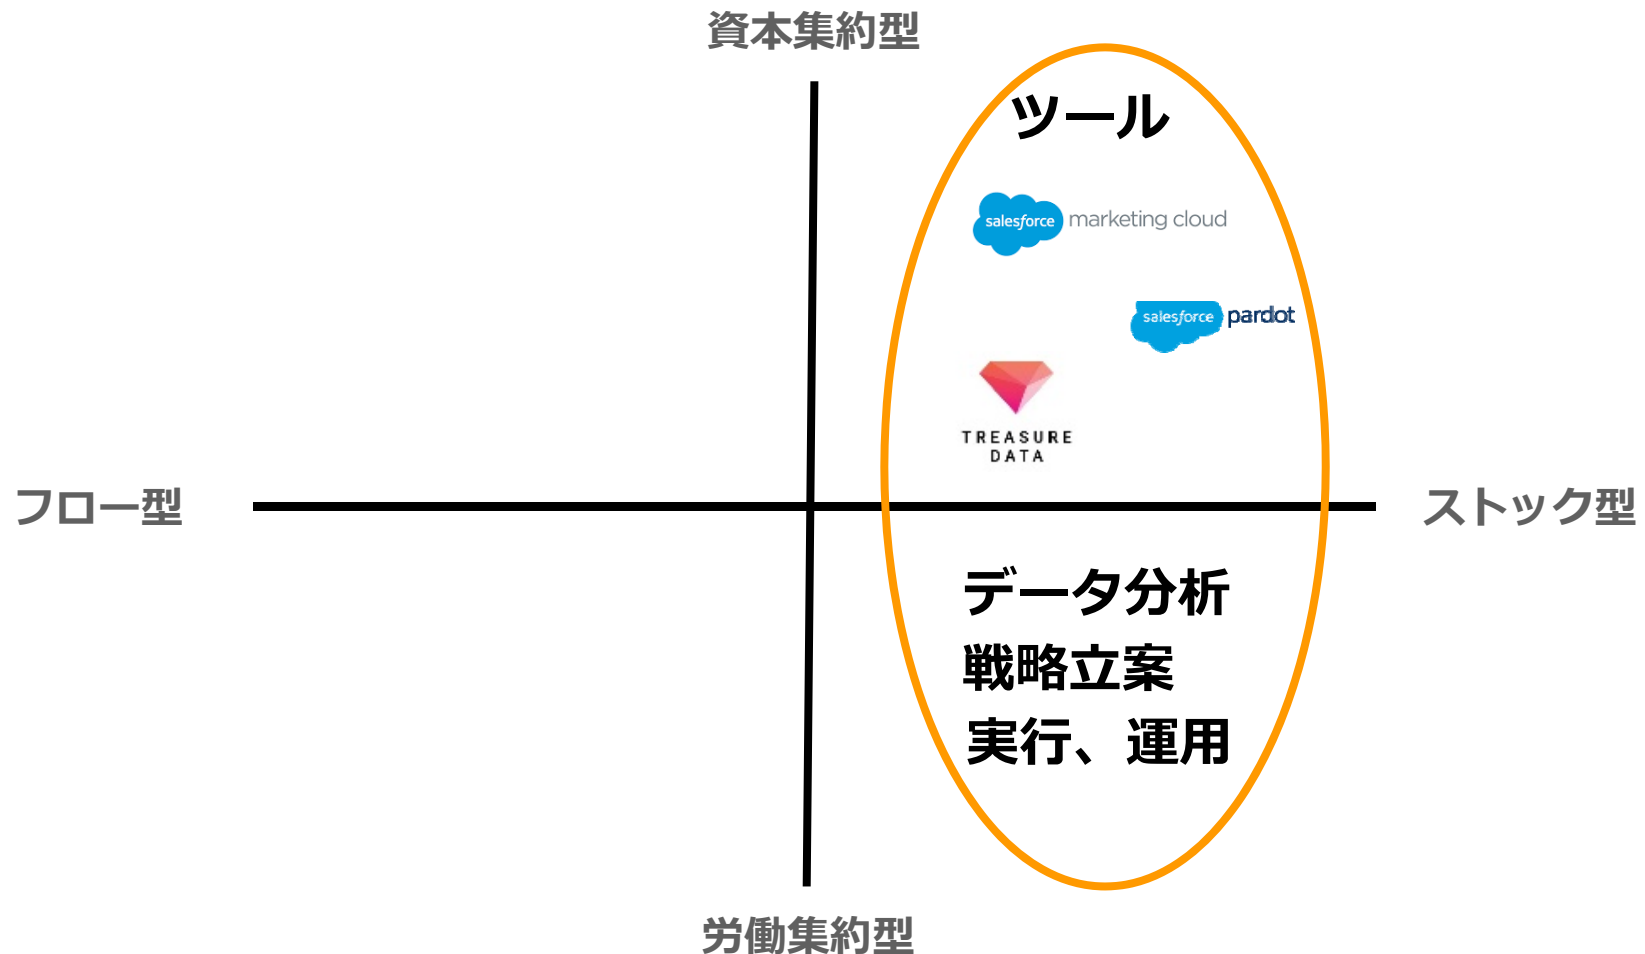 資本集約型
ツール
salesforce marketing cloud
salesforce pardot
TREASURE
DATA
フロー型
ストック型
データ分析
戦略立案
実行、運用
労働集約型